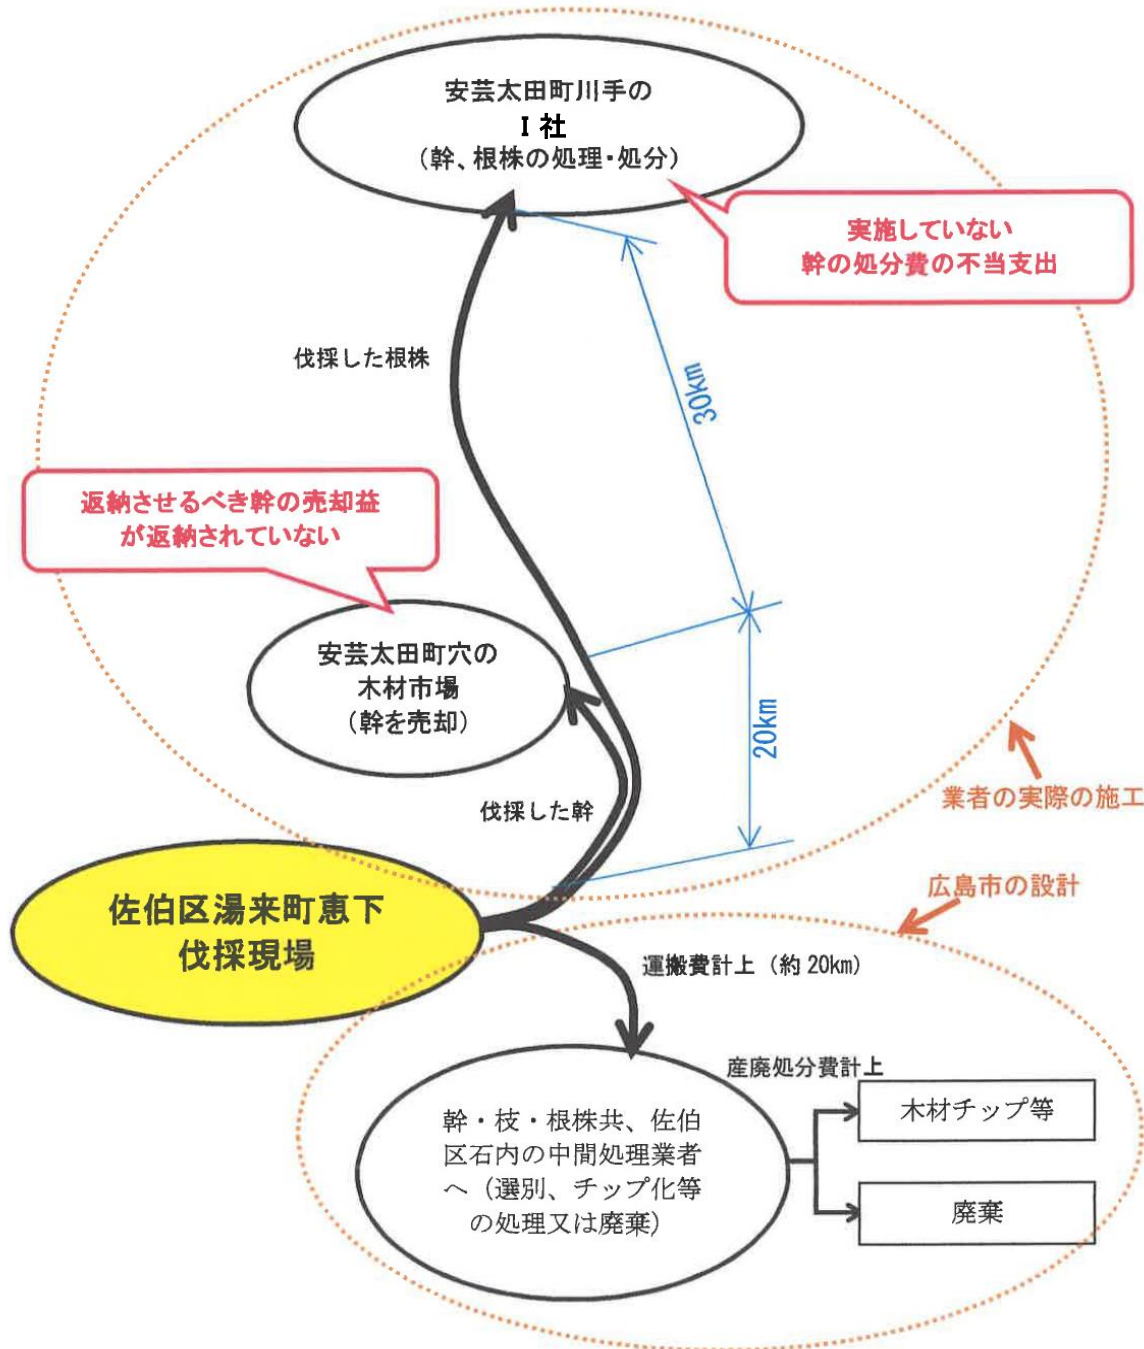 安芸太田町川手の
I 社
（幹、根株の処理・処分）
実施していない
幹の処分費の不当支出
伐採した根株
30km
返納させるべき幹の売却益
が返納されていない
安芸太田町穴の
木材市場
（幹を売却）
20km
伐採した幹
業者の実際の施工
佐伯区湯来町恵下
伐採現場
広島市の設計
運搬費計上（約20km）
産廃処分費計上
幹・枝・根株共、佐伯
区石内の中間処理業者
へ（選別、チップ化等
の処理又は廃棄）
木材チップ等
廃棄